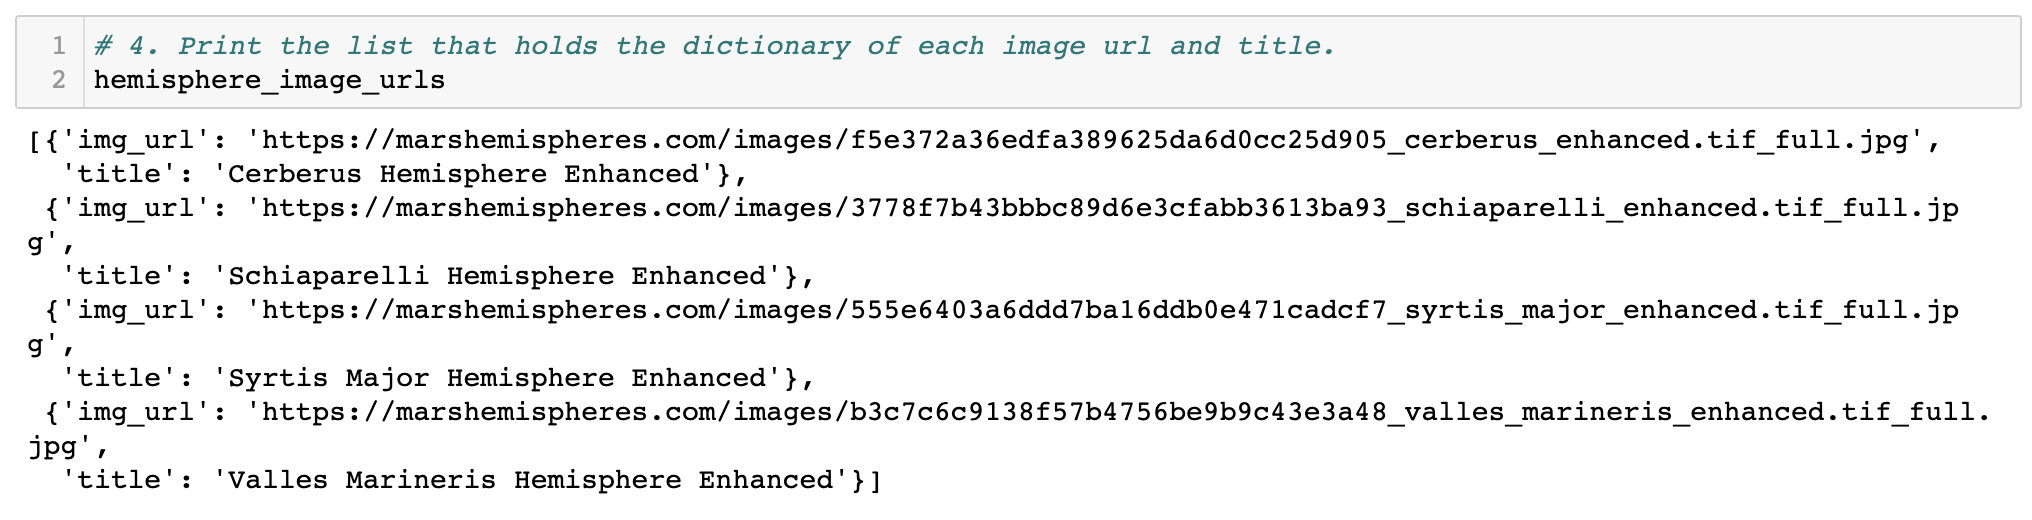 1 # 4. Print the list that holds the dictionary of each image url and title.
2 hemisphere_image_urls
[{'img_url': 'https://marshemispheres.com/images/f5e372a36edfa389625da6d0cc25d905_cerberus_enhanced.tif_full.jpg',
  'title': 'Cerberus Hemisphere Enhanced'},
 {'img_url': 'https://marshemispheres.com/images/3778f7b43bbbc89d6e3cfabb3613ba93_schiaparelli_enhanced.tif_full.jp
g',
  'title': 'Schiaparelli Hemisphere Enhanced'},
 {'img_url': 'https://marshemispheres.com/images/555e6403a6ddd7ba16ddb0e471cadcf7_syrtis_major_enhanced.tif_full.jp
g',
  'title': 'Syrtis Major Hemisphere Enhanced'},
 {'img_url': 'https://marshemispheres.com/images/b3c7c6c9138f57b4756be9b9c43e3a48_valles_marineris_enhanced.tif_full.
jpg',
  'title': 'Valles Marineris Hemisphere Enhanced'}]